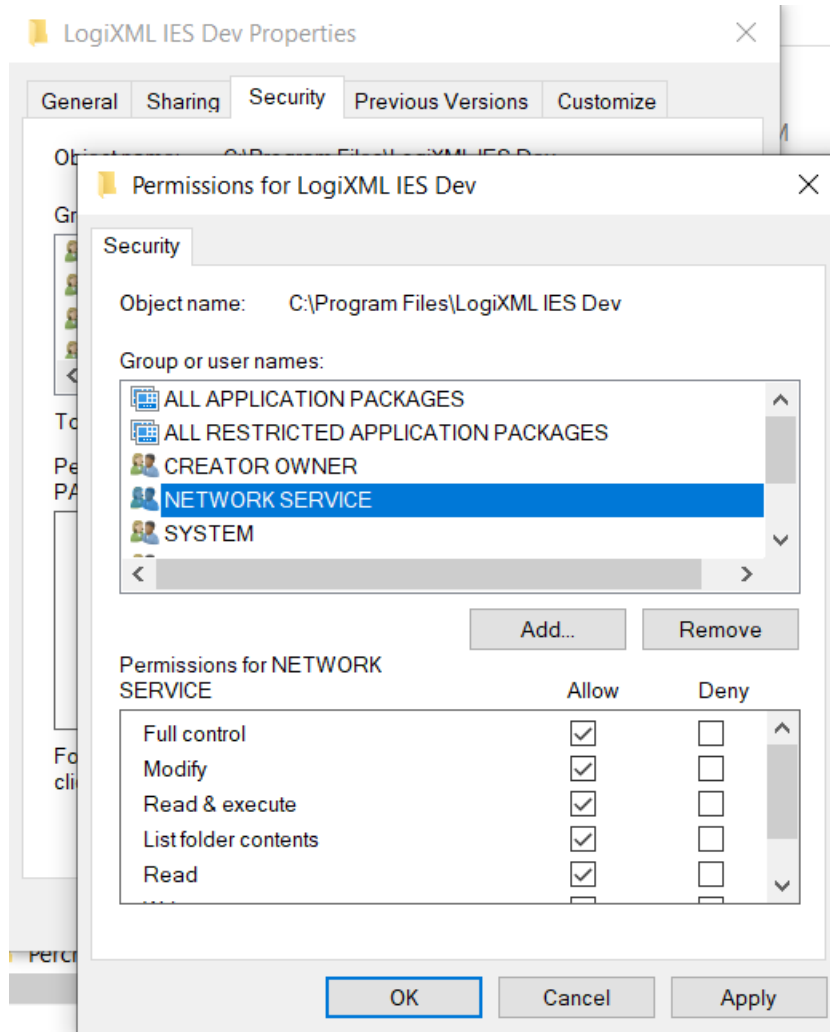 LogiXML IES Dev Properties
General Sharing Security Previous Versions Customize
Permissions for LogiXML IES Dev
Security
Object name: C:\Program Files\LogiXML IES Dev
Group or user names:
ALL APPLICATION PACKAGES
ALL RESTRICTED APPLICATION PACKAGES
CREATOR OWNER
NETWORK SERVICE
SYSTEM
Add... Remove
Permissions for NETWORK
SERVICE Allow Deny
Full control
Modify
Read & execute
List folder contents
Read
OK Cancel Apply